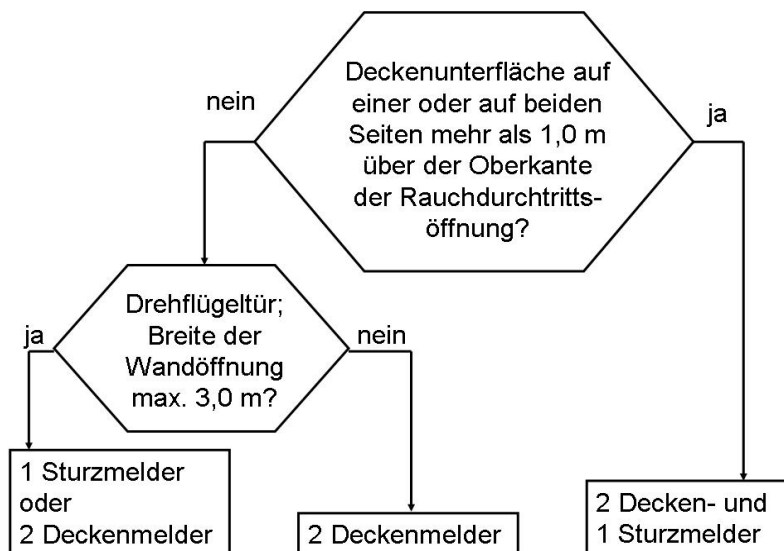 Deckenunterfläche auf
einer oder auf beiden
Seiten mehr als 1,0 m
über der Oberkante
der Rauchdurchtritts-
öffnung?
nein
ja
Drehflügeltür;
Breite der
Wandöffnung
max. 3,0 m?
ja
nein
1 Sturzmelder
oder
2 Deckenmelder
2 Deckenmelder
2 Decken- und
1 Sturzmelder